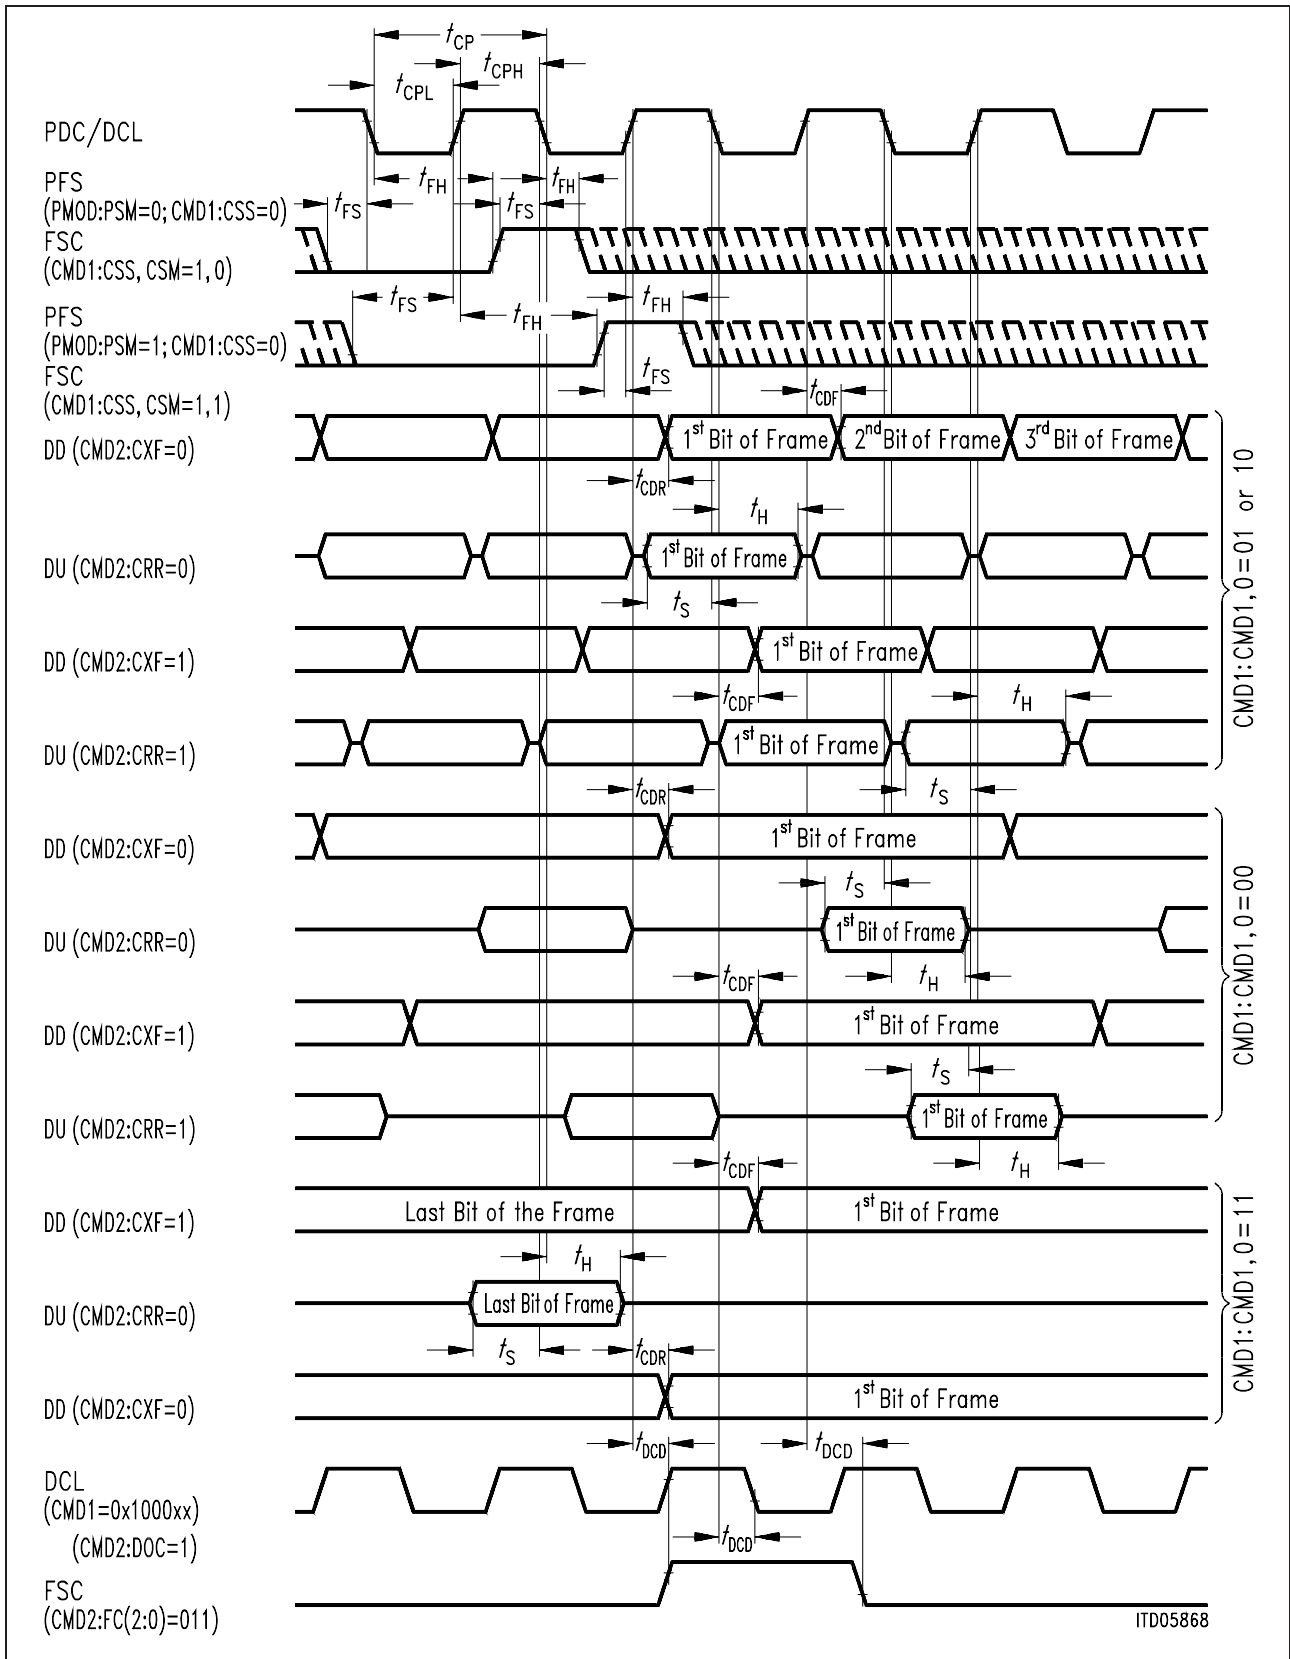 tCP
tCPH
tCPL
PDC/DCL
PFS
(PMOD:PSM=0; CMD1:CSS=0)
FSC
(CMD1:CSS, CSM=1,0)
tFH
tFH
tFS
tFS
PFS
(PMOD:PSM=1; CMD1:CSS=0)
FSC
(CMD1:CSS, CSM=1,1)
tFS
tFH
tFH
tFS
tCDF
DD (CMD2:CXF=0)
1st Bit of Frame
2nd Bit of Frame
3rd Bit of Frame
tCDR
tH
DU (CMD2:CRR=0)
1st Bit of Frame
tS
DD (CMD2:CXF=1)
1st Bit of Frame
tCDF
tH
DU (CMD2:CRR=1)
1st Bit of Frame
CMD1:CMD1,0=01 or 10
tCDR
tS
DD (CMD2:CXF=0)
1st Bit of Frame
tS
DU (CMD2:CRR=0)
1st Bit of Frame
tCDF
tH
DD (CMD2:CXF=1)
1st Bit of Frame
tS
DU (CMD2:CRR=1)
1st Bit of Frame
CMD1:CMD1,0=00
tCDF
tH
DD (CMD2:CXF=1)
Last Bit of the Frame
1st Bit of Frame
tH
DU (CMD2:CRR=0)
Last Bit of Frame
tS
tCDR
DD (CMD2:CXF=0)
1st Bit of Frame
CMD1:CMD1,0=11
tDCD
tDCD
DCL
(CMD1=0x1000xx)
(CMD2:DOC=1)
tDCD
FSC
(CMD2:FC(2:0)=011)
ITD05868